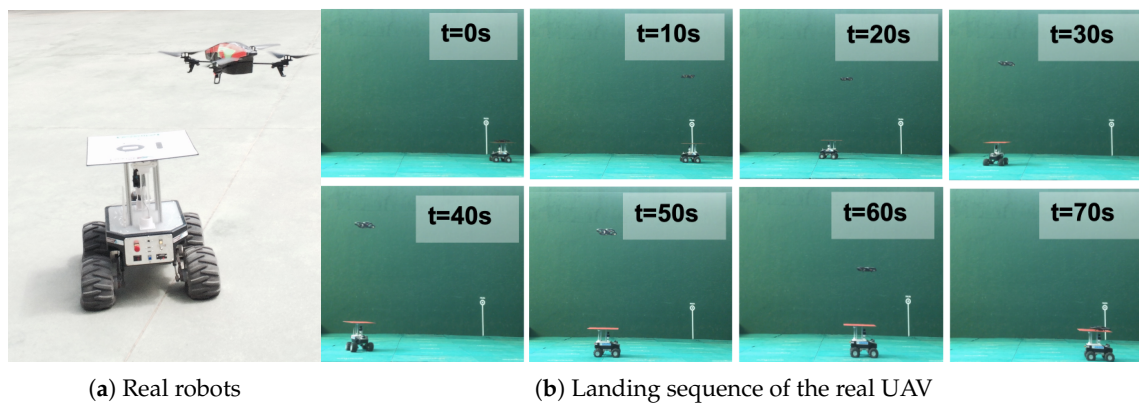 t=0s
t=10s
t=20s
t=30s
t=40s
t=50s
t=60s
t=70s
(a) Real robots
(b) Landing sequence of the real UAV